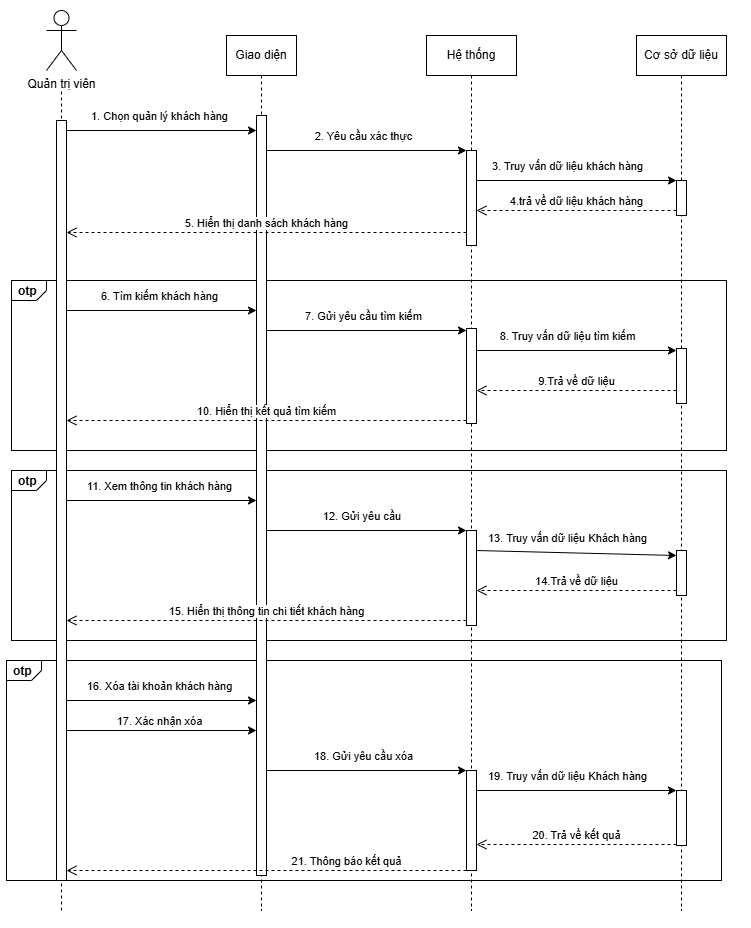 Quản trị viên
Giao diện
Hệ thống
Cơ sở dữ liệu
1. Chọn quản lý khách hàng
2. Yêu cầu xác thực
3. Truy vấn dữ liệu khách hàng
4.trả về dữ liệu khách hàng
5. Hiển thị danh sách khách hàng
otp
6. Tìm kiếm khách hàng
7. Gửi yêu cầu tìm kiếm
8. Truy vấn dữ liệu tìm kiếm
9.Trả về dữ liệu
10. Hiển thị kết quả tìm kiếm
otp
11. Xem thông tin khách hàng
12. Gửi yêu cầu
13. Truy vấn dữ liệu Khách hàng
14.Trả về dữ liệu
15. Hiển thị thông tin chi tiết khách hàng
otp
16. Xóa tài khoản khách hàng
17. Xác nhận xóa
18. Gửi yêu cầu xóa
19. Truy vấn dữ liệu Khách hàng
20. Trả về kết quả
21. Thông báo kết quả